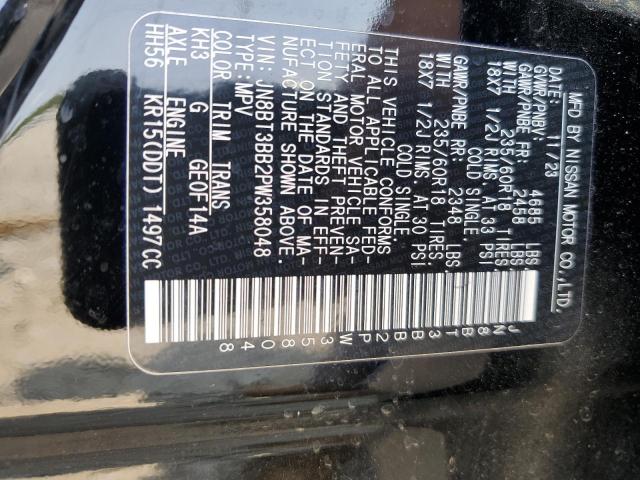 MFD BY NISSAN MOTOR CO., LTD.
11/23
GVWR/PNBV: 4685 LBS.
GAWR/PNBE FR: 2458 LBS.
WITH 235/60R18 TIRES,
18X7 1/2J RIMS, AT 33 PSI
COLD SINGLE.
GAWR/PNBE RR: 2348 LBS.
WITH 235/60R18 TIRES,
18X7 1/2J RIMS, AT 30 PSI
COLD SINGLE.
THIS VEHICLE CONFORMS
TO ALL APPLICABLE FED-
ERAL MOTOR VEHICLE SA-
FETY AND THEFT PREVEN-
TION STANDARDS IN EFF-
ECT ON THE DATE OF MA-
NUFACTURE SHOWN ABOVE
VIN: JN8BT3BB2PW358048
TYPE: MPV
COLOR TRIM TRANS
KH3 G GE0F14A
AXLE ENGINE
HH56 KR15(DDT) 1497CC
JN8BT3BB2PW358048